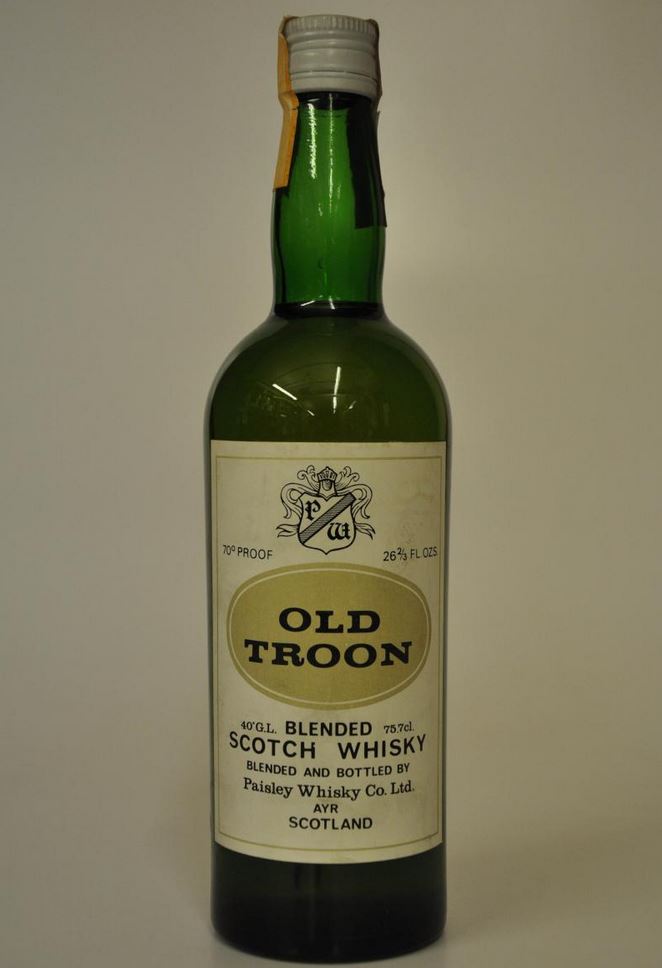 P
W
70° PROOF 26⅔ FL. OZS.
OLD
TROON
40°G.L. BLENDED 75.7cl.
SCOTCH WHISKY
BLENDED AND BOTTLED BY
Paisley Whisky Co. Ltd.
AYR
SCOTLAND